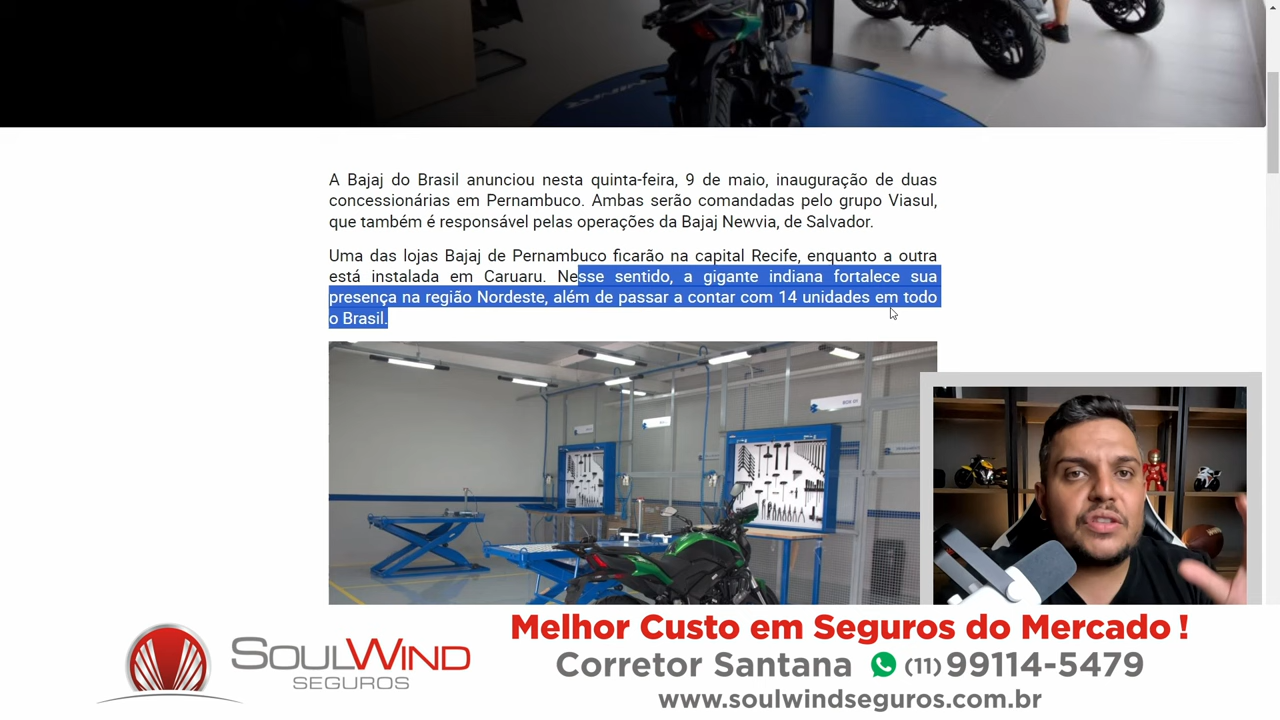 A Bajaj do Brasil anunciou nesta quinta-feira, 9 de maio, inauguração de duas
concessionárias em Pernambuco. Ambas serão comandadas pelo grupo Viasul,
que também é responsável pelas operações da Bajaj Newvia, de Salvador.
Uma das lojas Bajaj de Pernambuco ficarão na capital Recife, enquanto a outra
está instalada em Caruaru. Nesse sentido, a gigante indiana fortalece sua
presença na região Nordeste, além de passar a contar com 14 unidades em todo
o Brasil.
SOULWIND
SEGUROS
Melhor Custo em Seguros do Mercado !
Corretor Santana (11) 99114-5479
www.soulwindseguros.com.br